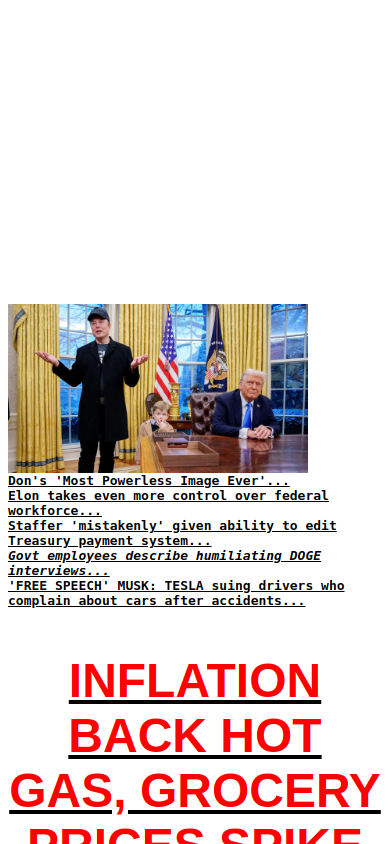 Don's 'Most Powerless Image Ever'...
Elon takes even more control over federal
workforce...
Staffer 'mistakenly' given ability to edit
Treasury payment system...
Govt employees describe humiliating DOGE
interviews...
'FREE SPEECH' MUSK: TESLA suing drivers who
complain about cars after accidents...
INFLATION
BACK HOT
GAS, GROCERY
PRICES SPIKE